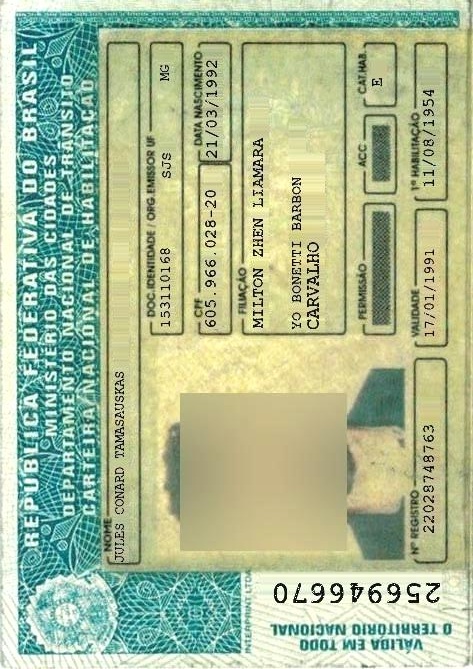 REPÚBLICA FEDERATIVA DO BRASIL
MINISTÉRIO DAS CIDADES
DEPARTAMENTO NACIONAL DE TRÂNSITO
CARTEIRA NACIONAL DE HABILITAÇÃO
NOME
JULES CONARD TAMASAUSKAS
DOC. IDENTIDADE / ORG. EMISSOR UF
153110168 SJS MG
CPF DATA NASCIMENTO
605.966.028-20 21/03/1992
FILIAÇÃO
MILTON ZHEN LIAMARA
YO BONETTI BARBON
CARVALHO
PERMISSÃO ACC CAT.HAB.
E
Nº REGISTRO VALIDADE 1ª HABILITAÇÃO
22028748763 17/01/1991 11/08/1954
VÁLIDA EM TODO
O TERRITÓRIO NACIONAL
256946670
INTERPRINT LTDA